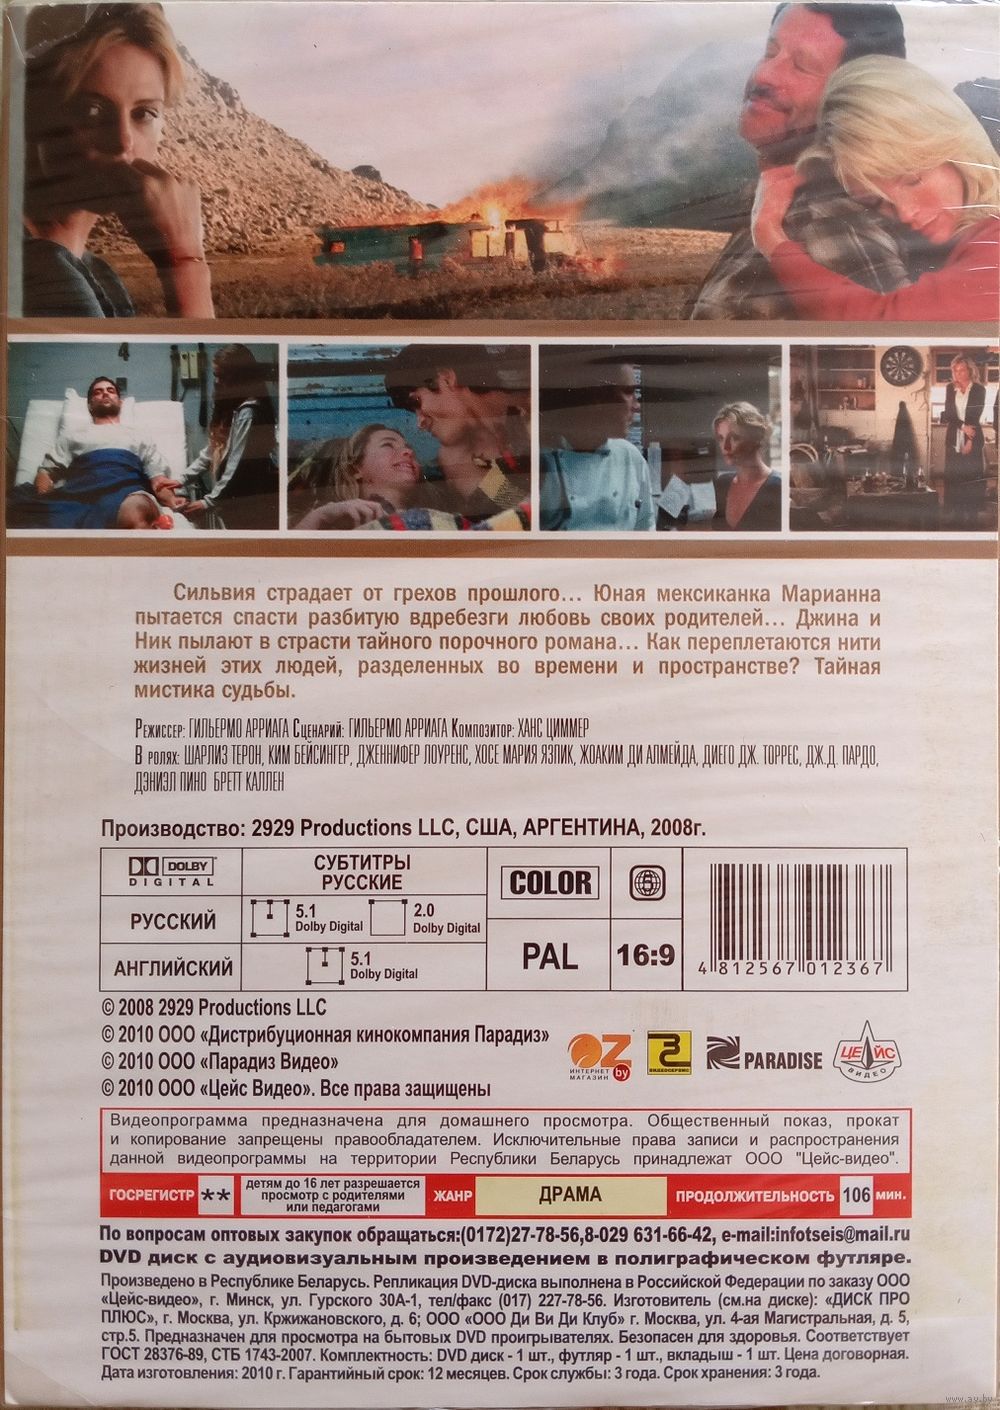 Сильвия страдает от грехов прошлого... Юная мексиканка Марианна
пытается спасти разбитую вдребезги любовь своих родителей... Джина и
Ник пылают в страсти тайного порочного романа... Как переплетаются нити
жизней этих людей, разделенных во времени и пространстве? Тайная
мистика судьбы.
Режиссер: ГИЛЬЕРМО АРРИАГА Сценарий: ГИЛЬЕРМО АРРИАГА Композитор: ХАНС ЦИММЕР
В ролях: ШАРЛИЗ ТЕРОН, КИМ БЕЙСИНГЕР, ДЖЕННИФЕР ЛОУРЕНС, ХОСЕ МАРИЯ ЯЗПИК, ЖОАКИМ ДИ АЛМЕЙДА, ДИЕГО ДЖ. ТОРРЕС, ДЖ.Д. ПАРДО,
ДЭНИЭЛ ПИНО БРЕТТ КАЛЛЕН
Производство: 2929 Productions LLC, США, АРГЕНТИНА, 2008г.
DOLBY
DIGITAL
СУБТИТРЫ
РУССКИЕ
COLOR
РУССКИЙ
5.1
Dolby Digital
2.0
Dolby Digital
АНГЛИЙСКИЙ
5.1
Dolby Digital
PAL
16:9
4 812567 012367
© 2008 2929 Productions LLC
© 2010 ООО «Дистрибуционная кинокомпания Парадиз»
© 2010 ООО «Парадиз Видео»
© 2010 ООО «Цейс Видео». Все права защищены
OZ
by
ИНТЕРНЕТ
МАГАЗИН
ВИДЕОСЕРВИС
PARADISE
ЦЕЙС
ВИДЕО
Видеопрограмма предназначена для домашнего просмотра. Общественный показ, прокат
и копирование запрещены правообладателем. Исключительные права записи и распространения
данной видеопрограммы на территории Республики Беларусь принадлежат ООО "Цейс-видео".
ГОСРЕГИСТР ** детям до 16 лет разрешается
просмотр с родителями
или педагогами
ЖАНР ДРАМА ПРОДОЛЖИТЕЛЬНОСТЬ 106 мин.
По вопросам оптовых закупок обращаться:(0172)27-78-56,8-029 631-66-42, e-mail:infotseis@mail.ru
DVD диск с аудиовизуальным произведением в полиграфическом футляре.
Произведено в Республике Беларусь. Репликация DVD-диска выполнена в Российской Федерации по заказу ООО
«Цейс-видео», г. Минск, ул. Гурского 30А-1, тел/факс (017) 227-78-56. Изготовитель (см.на диске): «ДИСК ПРО
ПЛЮС», г. Москва, ул. Кржижановского, д. 6; ООО «ООО Ди Ви Ди Клуб» г. Москва, ул. 4-ая Магистральная, д. 5,
стр.5. Предназначен для просмотра на бытовых DVD проигрывателях. Безопасен для здоровья. Соответствует
ГОСТ 28376-89, СТБ 1743-2007. Комплектность: DVD диск - 1 шт., футляр - 1 шт., вкладыш - 1 шт. Цена договорная.
Дата изготовления: 2010 г. Гарантийный срок: 12 месяцев. Срок службы: 3 года. Срок хранения: 3 года.
www.ay.by